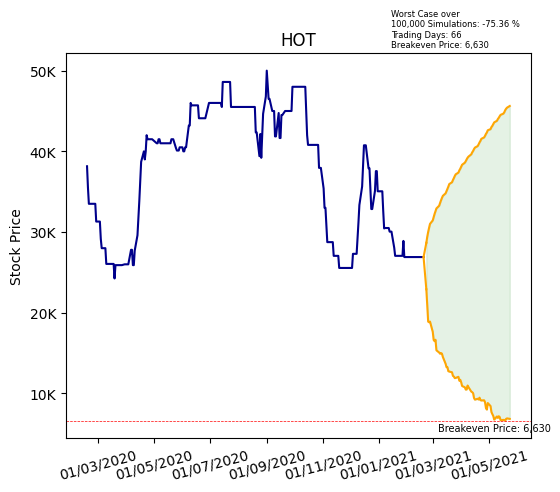 Worst Case over
100,000 Simulations: -75.36 %
Trading Days: 66
Breakeven Price: 6,630
HOT
Stock Price
50K
40K
30K
20K
10K
Breakeven Price: 6,630
01/03/2020 01/05/2020 01/07/2020 01/09/2020 01/11/2020 01/01/2021 01/03/2021 01/05/2021